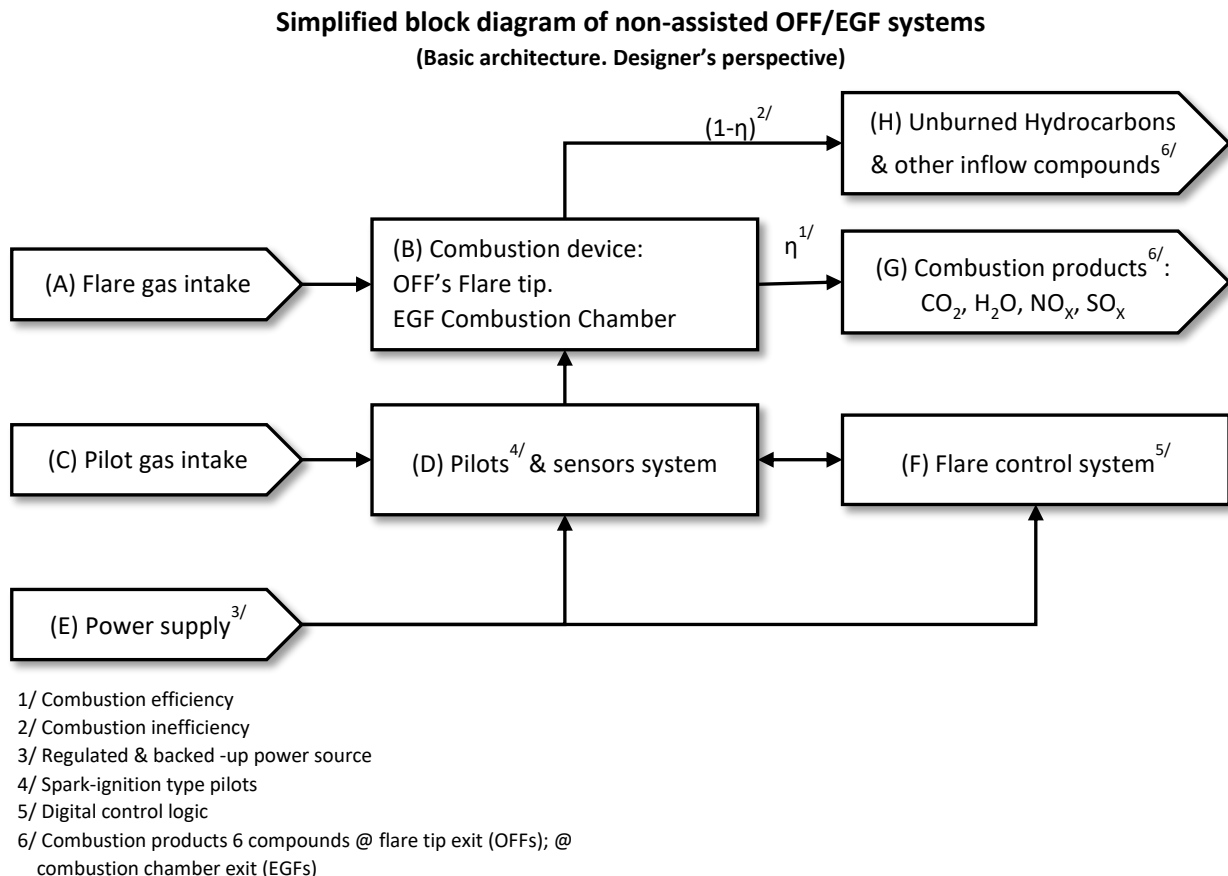 Simplified block diagram of non-assisted OFF/EGF systems
(Basic architecture. Designer's perspective)
(1-η)2/
(H) Unburned Hydrocarbons
& other inflow compounds6/
(A) Flare gas intake
(B) Combustion device:
OFF's Flare tip.
EGF Combustion Chamber
η1/
(G) Combustion products6/:
CO2, H2O, NOX, SOX
(C) Pilot gas intake
(D) Pilots4/ & sensors system
(F) Flare control system5/
(E) Power supply3/
1/ Combustion efficiency
2/ Combustion inefficiency
3/ Regulated & backed -up power source
4/ Spark-ignition type pilots
5/ Digital control logic
6/ Combustion products 6 compounds @ flare tip exit (OFFs); @
combustion chamber exit (EGFs)